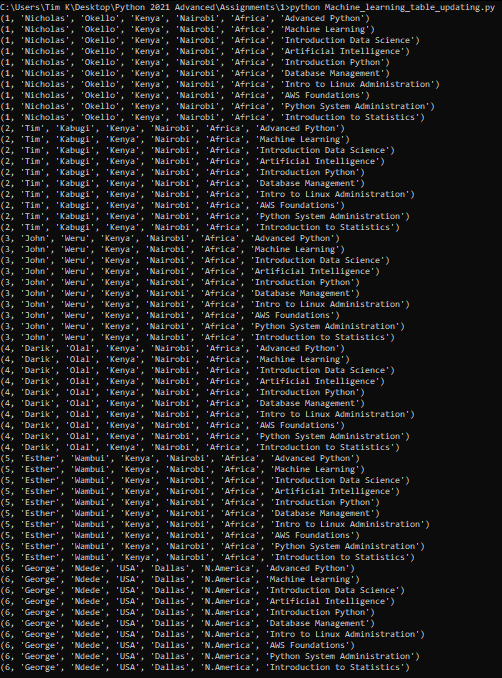 C:\Users\Tim K\Desktop\Python 2021 Advanced\Assignments\1>python Machine_learning_table_updating.py
(1, 'Nicholas', 'Okello', 'Kenya', 'Nairobi', 'Africa', 'Advanced Python')
(1, 'Nicholas', 'Okello', 'Kenya', 'Nairobi', 'Africa', 'Machine Learning')
(1, 'Nicholas', 'Okello', 'Kenya', 'Nairobi', 'Africa', 'Introduction Data Science')
(1, 'Nicholas', 'Okello', 'Kenya', 'Nairobi', 'Africa', 'Artificial Intelligence')
(1, 'Nicholas', 'Okello', 'Kenya', 'Nairobi', 'Africa', 'Introduction Python')
(1, 'Nicholas', 'Okello', 'Kenya', 'Nairobi', 'Africa', 'Database Management')
(1, 'Nicholas', 'Okello', 'Kenya', 'Nairobi', 'Africa', 'Intro to Linux Administration')
(1, 'Nicholas', 'Okello', 'Kenya', 'Nairobi', 'Africa', 'AWS Foundations')
(1, 'Nicholas', 'Okello', 'Kenya', 'Nairobi', 'Africa', 'Python System Administration')
(1, 'Nicholas', 'Okello', 'Kenya', 'Nairobi', 'Africa', 'Introduction to Statistics')
(2, 'Tim', 'Kabugi', 'Kenya', 'Nairobi', 'Africa', 'Advanced Python')
(2, 'Tim', 'Kabugi', 'Kenya', 'Nairobi', 'Africa', 'Machine Learning')
(2, 'Tim', 'Kabugi', 'Kenya', 'Nairobi', 'Africa', 'Introduction Data Science')
(2, 'Tim', 'Kabugi', 'Kenya', 'Nairobi', 'Africa', 'Artificial Intelligence')
(2, 'Tim', 'Kabugi', 'Kenya', 'Nairobi', 'Africa', 'Introduction Python')
(2, 'Tim', 'Kabugi', 'Kenya', 'Nairobi', 'Africa', 'Database Management')
(2, 'Tim', 'Kabugi', 'Kenya', 'Nairobi', 'Africa', 'Intro to Linux Administration')
(2, 'Tim', 'Kabugi', 'Kenya', 'Nairobi', 'Africa', 'AWS Foundations')
(2, 'Tim', 'Kabugi', 'Kenya', 'Nairobi', 'Africa', 'Python System Administration')
(2, 'Tim', 'Kabugi', 'Kenya', 'Nairobi', 'Africa', 'Introduction to Statistics')
(3, 'John', 'Weru', 'Kenya', 'Nairobi', 'Africa', 'Advanced Python')
(3, 'John', 'Weru', 'Kenya', 'Nairobi', 'Africa', 'Machine Learning')
(3, 'John', 'Weru', 'Kenya', 'Nairobi', 'Africa', 'Introduction Data Science')
(3, 'John', 'Weru', 'Kenya', 'Nairobi', 'Africa', 'Artificial Intelligence')
(3, 'John', 'Weru', 'Kenya', 'Nairobi', 'Africa', 'Introduction Python')
(3, 'John', 'Weru', 'Kenya', 'Nairobi', 'Africa', 'Database Management')
(3, 'John', 'Weru', 'Kenya', 'Nairobi', 'Africa', 'Intro to Linux Administration')
(3, 'John', 'Weru', 'Kenya', 'Nairobi', 'Africa', 'AWS Foundations')
(3, 'John', 'Weru', 'Kenya', 'Nairobi', 'Africa', 'Python System Administration')
(3, 'John', 'Weru', 'Kenya', 'Nairobi', 'Africa', 'Introduction to Statistics')
(4, 'Darik', 'Olal', 'Kenya', 'Nairobi', 'Africa', 'Advanced Python')
(4, 'Darik', 'Olal', 'Kenya', 'Nairobi', 'Africa', 'Machine Learning')
(4, 'Darik', 'Olal', 'Kenya', 'Nairobi', 'Africa', 'Introduction Data Science')
(4, 'Darik', 'Olal', 'Kenya', 'Nairobi', 'Africa', 'Artificial Intelligence')
(4, 'Darik', 'Olal', 'Kenya', 'Nairobi', 'Africa', 'Introduction Python')
(4, 'Darik', 'Olal', 'Kenya', 'Nairobi', 'Africa', 'Database Management')
(4, 'Darik', 'Olal', 'Kenya', 'Nairobi', 'Africa', 'Intro to Linux Administration')
(4, 'Darik', 'Olal', 'Kenya', 'Nairobi', 'Africa', 'AWS Foundations')
(4, 'Darik', 'Olal', 'Kenya', 'Nairobi', 'Africa', 'Python System Administration')
(4, 'Darik', 'Olal', 'Kenya', 'Nairobi', 'Africa', 'Introduction to Statistics')
(5, 'Esther', 'Wambui', 'Kenya', 'Nairobi', 'Africa', 'Advanced Python')
(5, 'Esther', 'Wambui', 'Kenya', 'Nairobi', 'Africa', 'Machine Learning')
(5, 'Esther', 'Wambui', 'Kenya', 'Nairobi', 'Africa', 'Introduction Data Science')
(5, 'Esther', 'Wambui', 'Kenya', 'Nairobi', 'Africa', 'Artificial Intelligence')
(5, 'Esther', 'Wambui', 'Kenya', 'Nairobi', 'Africa', 'Introduction Python')
(5, 'Esther', 'Wambui', 'Kenya', 'Nairobi', 'Africa', 'Database Management')
(5, 'Esther', 'Wambui', 'Kenya', 'Nairobi', 'Africa', 'Intro to Linux Administration')
(5, 'Esther', 'Wambui', 'Kenya', 'Nairobi', 'Africa', 'AWS Foundations')
(5, 'Esther', 'Wambui', 'Kenya', 'Nairobi', 'Africa', 'Python System Administration')
(5, 'Esther', 'Wambui', 'Kenya', 'Nairobi', 'Africa', 'Introduction to Statistics')
(6, 'George', 'Ndede', 'USA', 'Dallas', 'N.America', 'Advanced Python')
(6, 'George', 'Ndede', 'USA', 'Dallas', 'N.America', 'Machine Learning')
(6, 'George', 'Ndede', 'USA', 'Dallas', 'N.America', 'Introduction Data Science')
(6, 'George', 'Ndede', 'USA', 'Dallas', 'N.America', 'Artificial Intelligence')
(6, 'George', 'Ndede', 'USA', 'Dallas', 'N.America', 'Introduction Python')
(6, 'George', 'Ndede', 'USA', 'Dallas', 'N.America', 'Database Management')
(6, 'George', 'Ndede', 'USA', 'Dallas', 'N.America', 'Intro to Linux Administration')
(6, 'George', 'Ndede', 'USA', 'Dallas', 'N.America', 'AWS Foundations')
(6, 'George', 'Ndede', 'USA', 'Dallas', 'N.America', 'Python System Administration')
(6, 'George', 'Ndede', 'USA', 'Dallas', 'N.America', 'Introduction to Statistics')